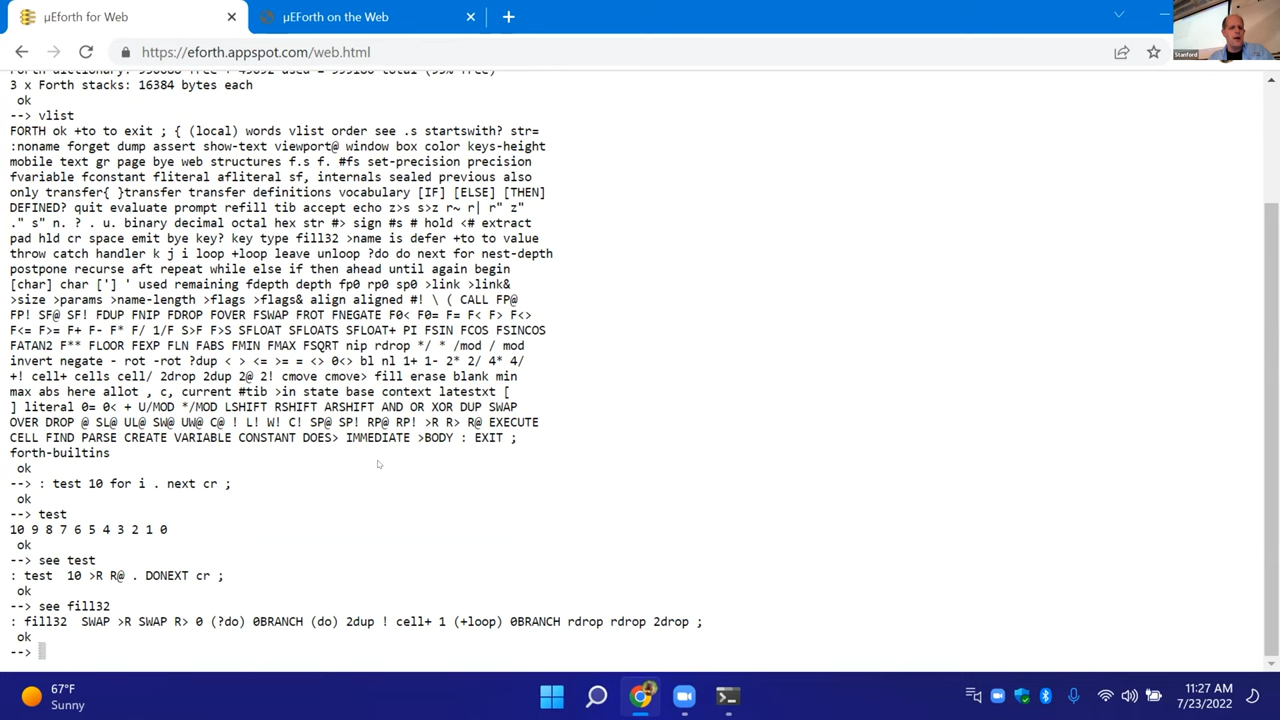 µEForth for Web
µEForth on the Web
https://eforth.appspot.com/web.html
Stanford
3 x Forth stacks: 16384 bytes each
ok
--> vlist
FORTH ok +to to exit ; { (local) words vlist order see .s startswith? str=
:noname forget dump assert show-text viewport@ window box color keys-height
mobile text gr page bye web structures f.s f. #fs set-precision precision
fvariable fconstant fliteral afliteral sf, internals sealed previous also
only transfer{ }transfer transfer definitions vocabulary [IF] [ELSE] [THEN]
DEFINED? quit evaluate prompt refill tib accept echo z>s s>z r~ r| r" z"
." s" n. ? . u. binary decimal octal hex str #> sign #s # hold <# extract
pad hld cr space emit bye key? key type fill32 >name is defer +to to value
throw catch handler k j i loop +loop leave unloop ?do do next for nest-depth
postpone recurse aft repeat while else if then ahead until again begin
[char] char ['] ' used remaining fdepth depth fp0 rp0 sp0 >link >link&
>size >params >name-length >flags >flags& align aligned #! \ ( CALL FP@
FP! SF@ SF! FDUP FNIP FDROP FOVER FSWAP FROT FNEGATE F0< F0= F= F< F> F<>
F<= F>= F+ F- F* F/ 1/F S>F F>S SFLOAT SFLOATS SFLOAT+ PI FSIN FCOS FSINCOS
FATAN2 F** FLOOR FEXP FLN FABS FMIN FMAX FSQRT nip rdrop */ * /mod / mod
invert negate - rot -rot ?dup < > <= >= = <> 0<> bl nl 1+ 1- 2* 2/ 4* 4/
+! cell+ cells cell/ 2drop 2dup 2@ 2! cmove cmove> fill erase blank min
max abs here allot , c, current #tib >in state base context latestxt [
] literal 0= 0< + U/MOD */MOD LSHIFT RSHIFT ARSHIFT AND OR XOR DUP SWAP
OVER DROP @ SL@ UL@ SW@ UW@ C@ ! L! W! C! SP@ SP! RP@ RP! >R R> R@ EXECUTE
CELL FIND PARSE CREATE VARIABLE CONSTANT DOES> IMMEDIATE >BODY : EXIT ;
forth-builtins
ok
--> : test 10 for i . next cr ;
ok
--> test
10 9 8 7 6 5 4 3 2 1 0
ok
--> see test
: test  10 >R R@ . DONEXT cr ;
ok
--> see fill32
: fill32  SWAP >R SWAP R> 0 (?do) 0BRANCH (do) 2dup ! cell+ 1 (+loop) 0BRANCH rdrop rdrop 2drop ;
ok
-->
67°F
Sunny
11:27 AM
7/23/2022